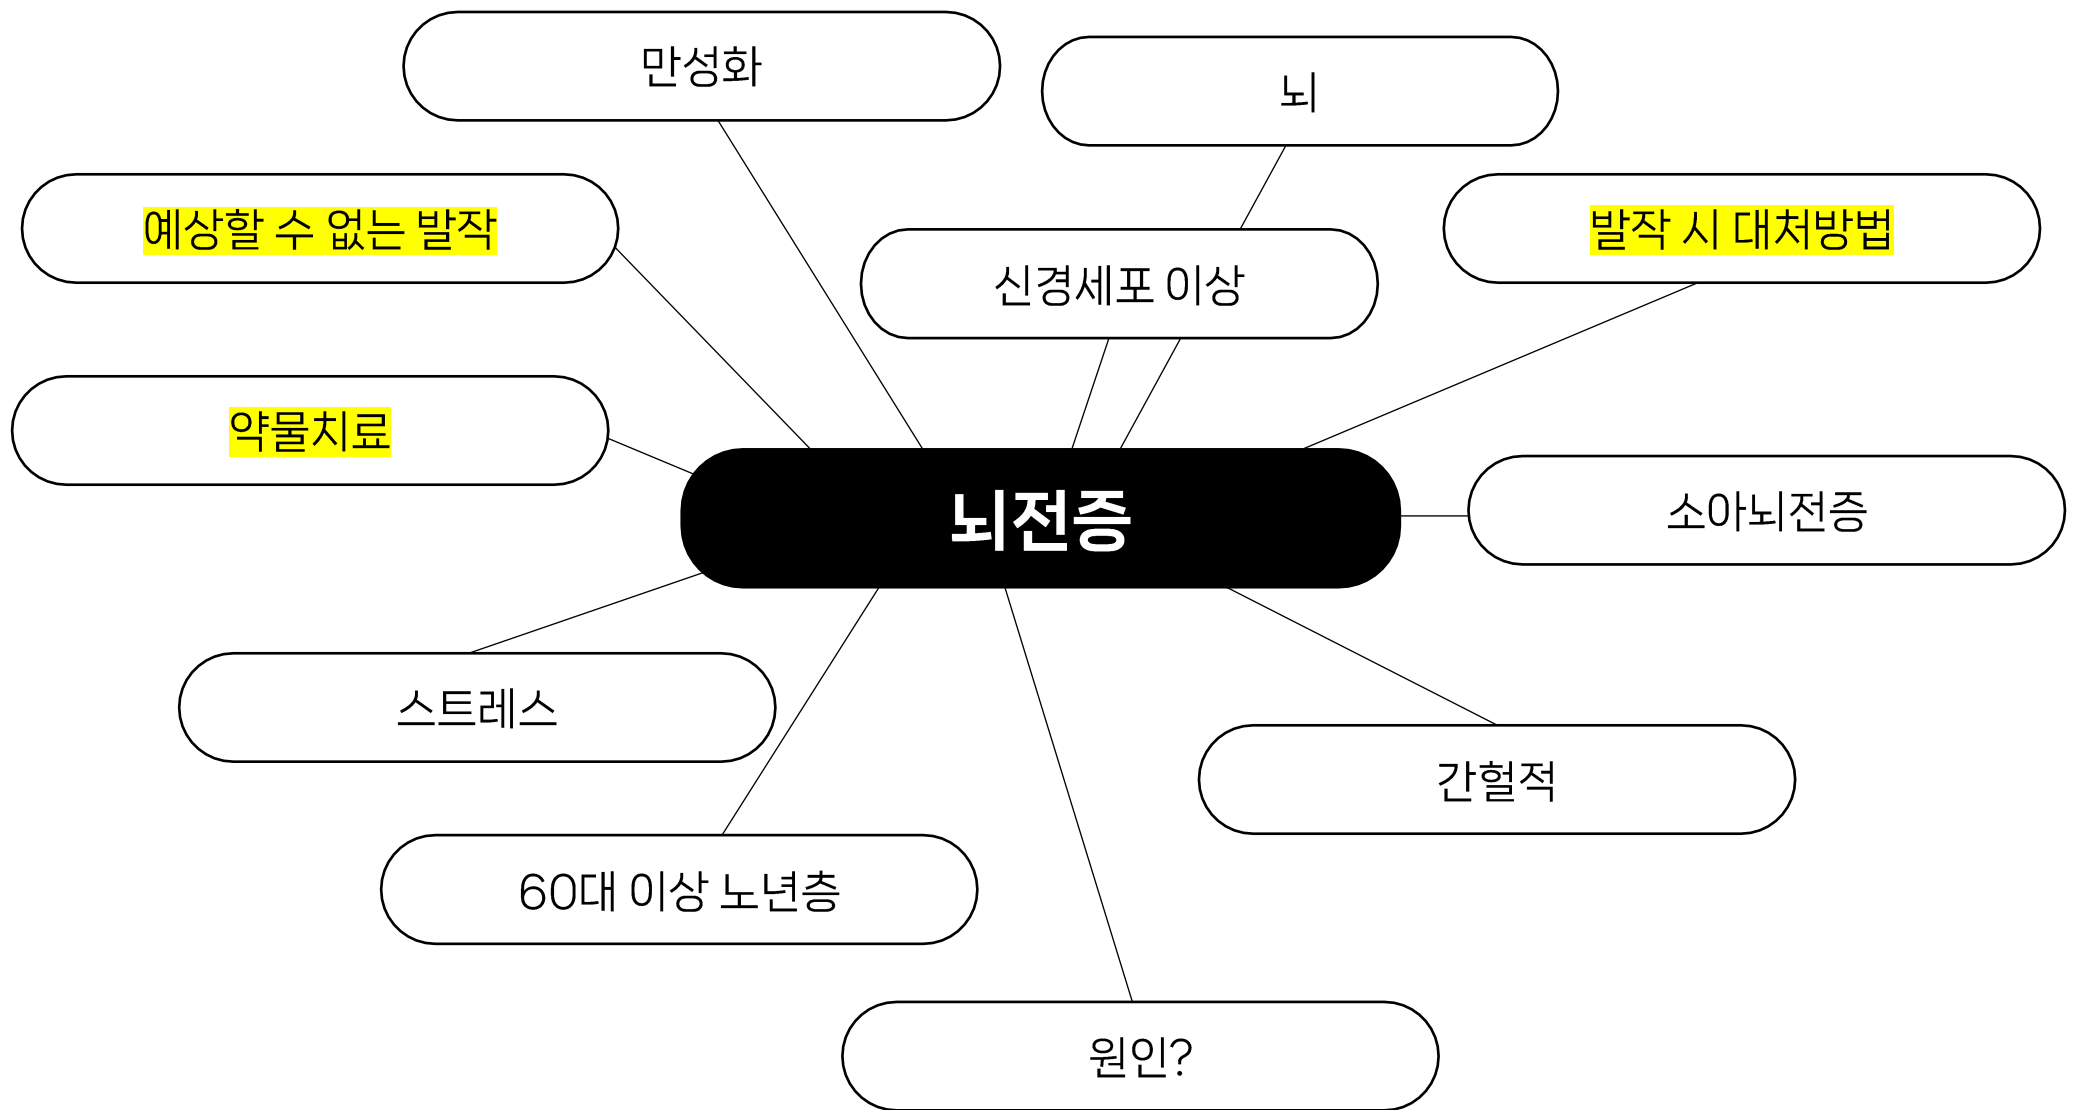 만성화
뇌
예상할 수 없는 발작
발작 시 대처방법
신경세포 이상
약물치료
뇌전증
소아뇌전증
스트레스
간헐적
60대 이상 노년층
원인?